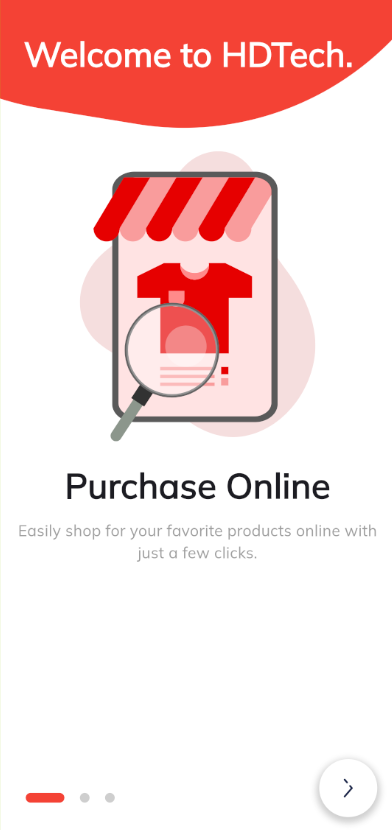 Welcome to HDTech.
Purchase Online
Easily shop for your favorite products online with
just a few clicks.